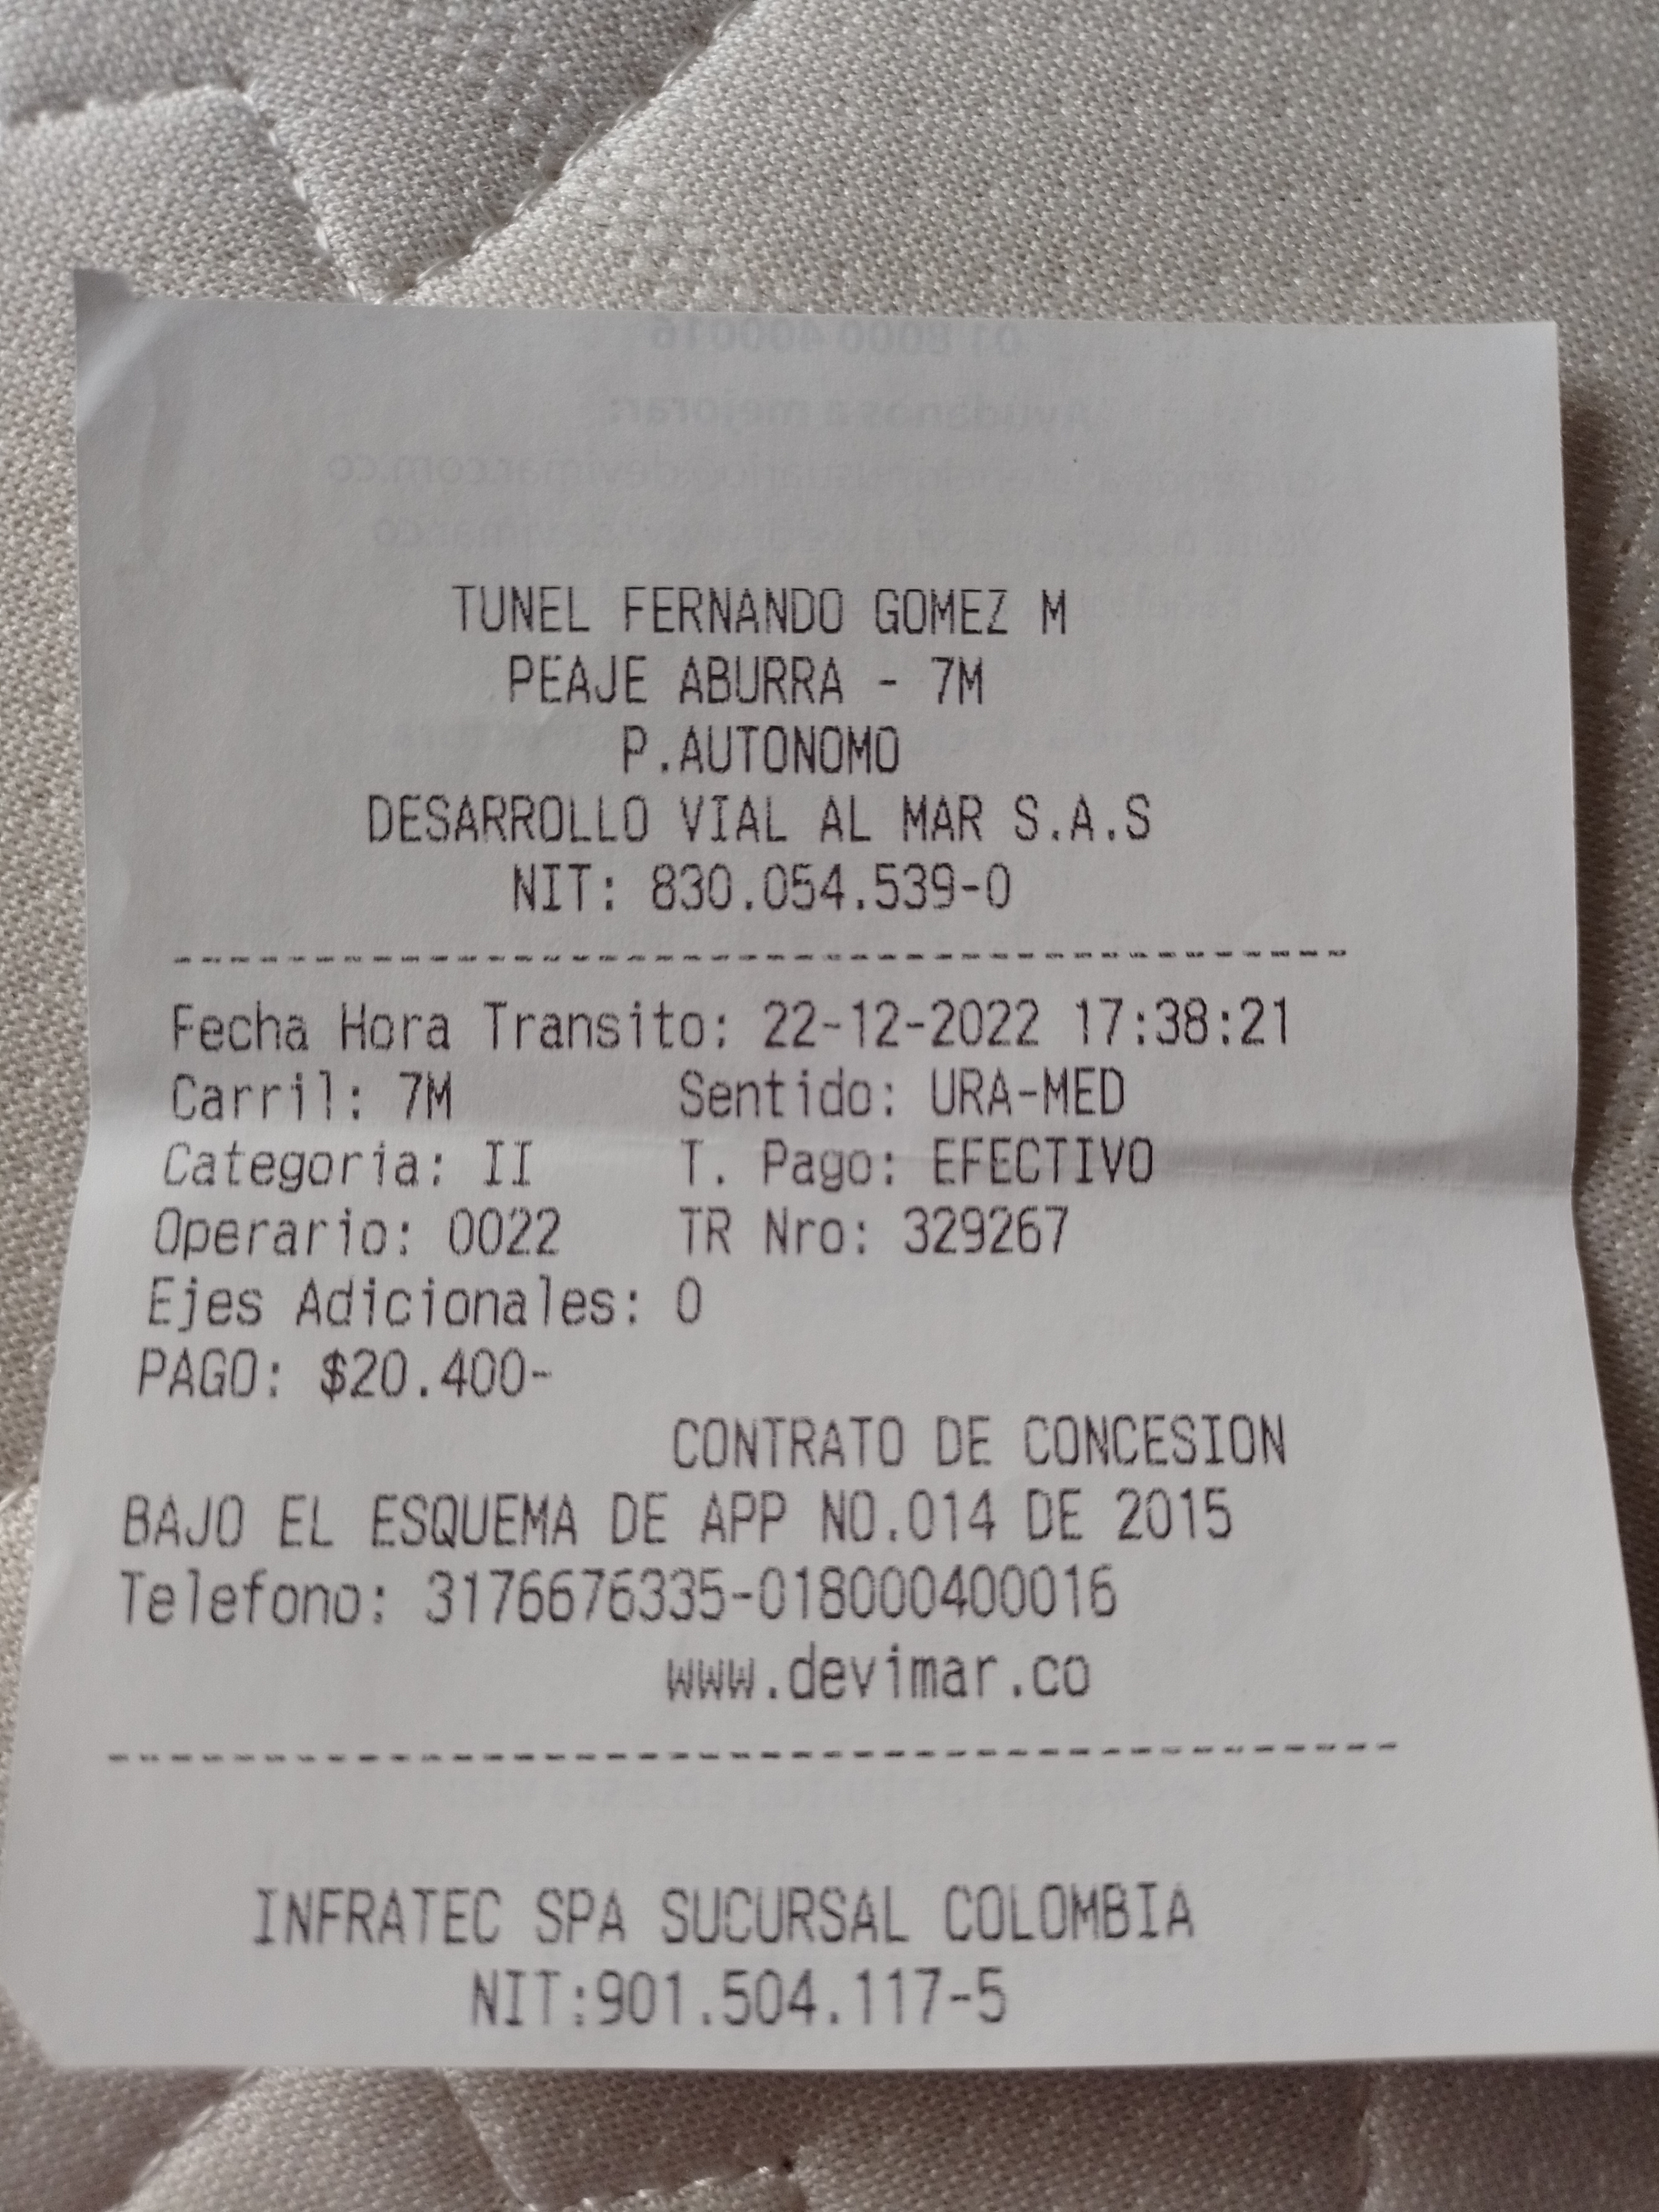 TUNEL FERNANDO GOMEZ M
PEAJE ABURRA - 7M
P.AUTONOMO
DESARROLLO VIAL AL MAR S.A.S
NIT: 830.054.539-0
------------------------------------------
Fecha Hora Transito: 22-12-2022 17:38:21
Carril: 7M Sentido: URA-MED
Categoria: II T. Pago: EFECTIVO
Operario: 0022 TR Nro: 329267
Ejes Adicionales: 0
PAGO: $20.400-
CONTRATO DE CONCESION
BAJO EL ESQUEMA DE APP NO.014 DE 2015
Telefono: 3176676335-018000400016
www.devimar.co
------------------------------------------
INFRATEC SPA SUCURSAL COLOMBIA
NIT:901.504.117-5